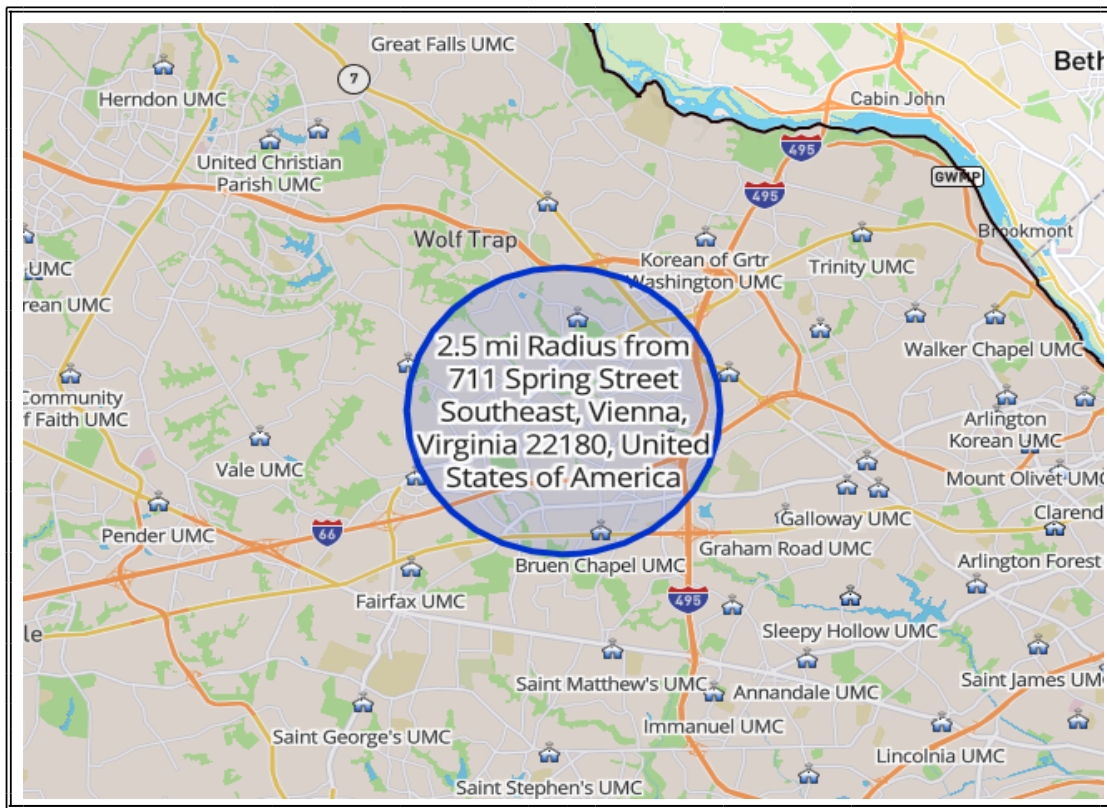 Great Falls UMC
Beth
7
Herndon UMC
Cabin John
495
United Christian
Parish UMC
GWMP
495
Wolf Trap
Brookmont
Korean of Grtr
Washington UMC
Trinity UMC
UMC
rean UMC
2.5 mi Radius from
711 Spring Street
Southeast, Vienna,
Virginia 22180, United
States of America
Walker Chapel UMC
Community
f Faith UMC
Arlington
Korean UMC
Vale UMC
Mount Olivet UMC
Clarend
Galloway UMC
Pender UMC
66
Graham Road UMC
Bruen Chapel UMC
Arlington Forest
Fairfax UMC
495
le
Sleepy Hollow UMC
Saint Matthew's UMC
Annandale UMC
Saint James UMC
Immanuel UMC
Saint George's UMC
Lincolnia UMC
Saint Stephen's UMC